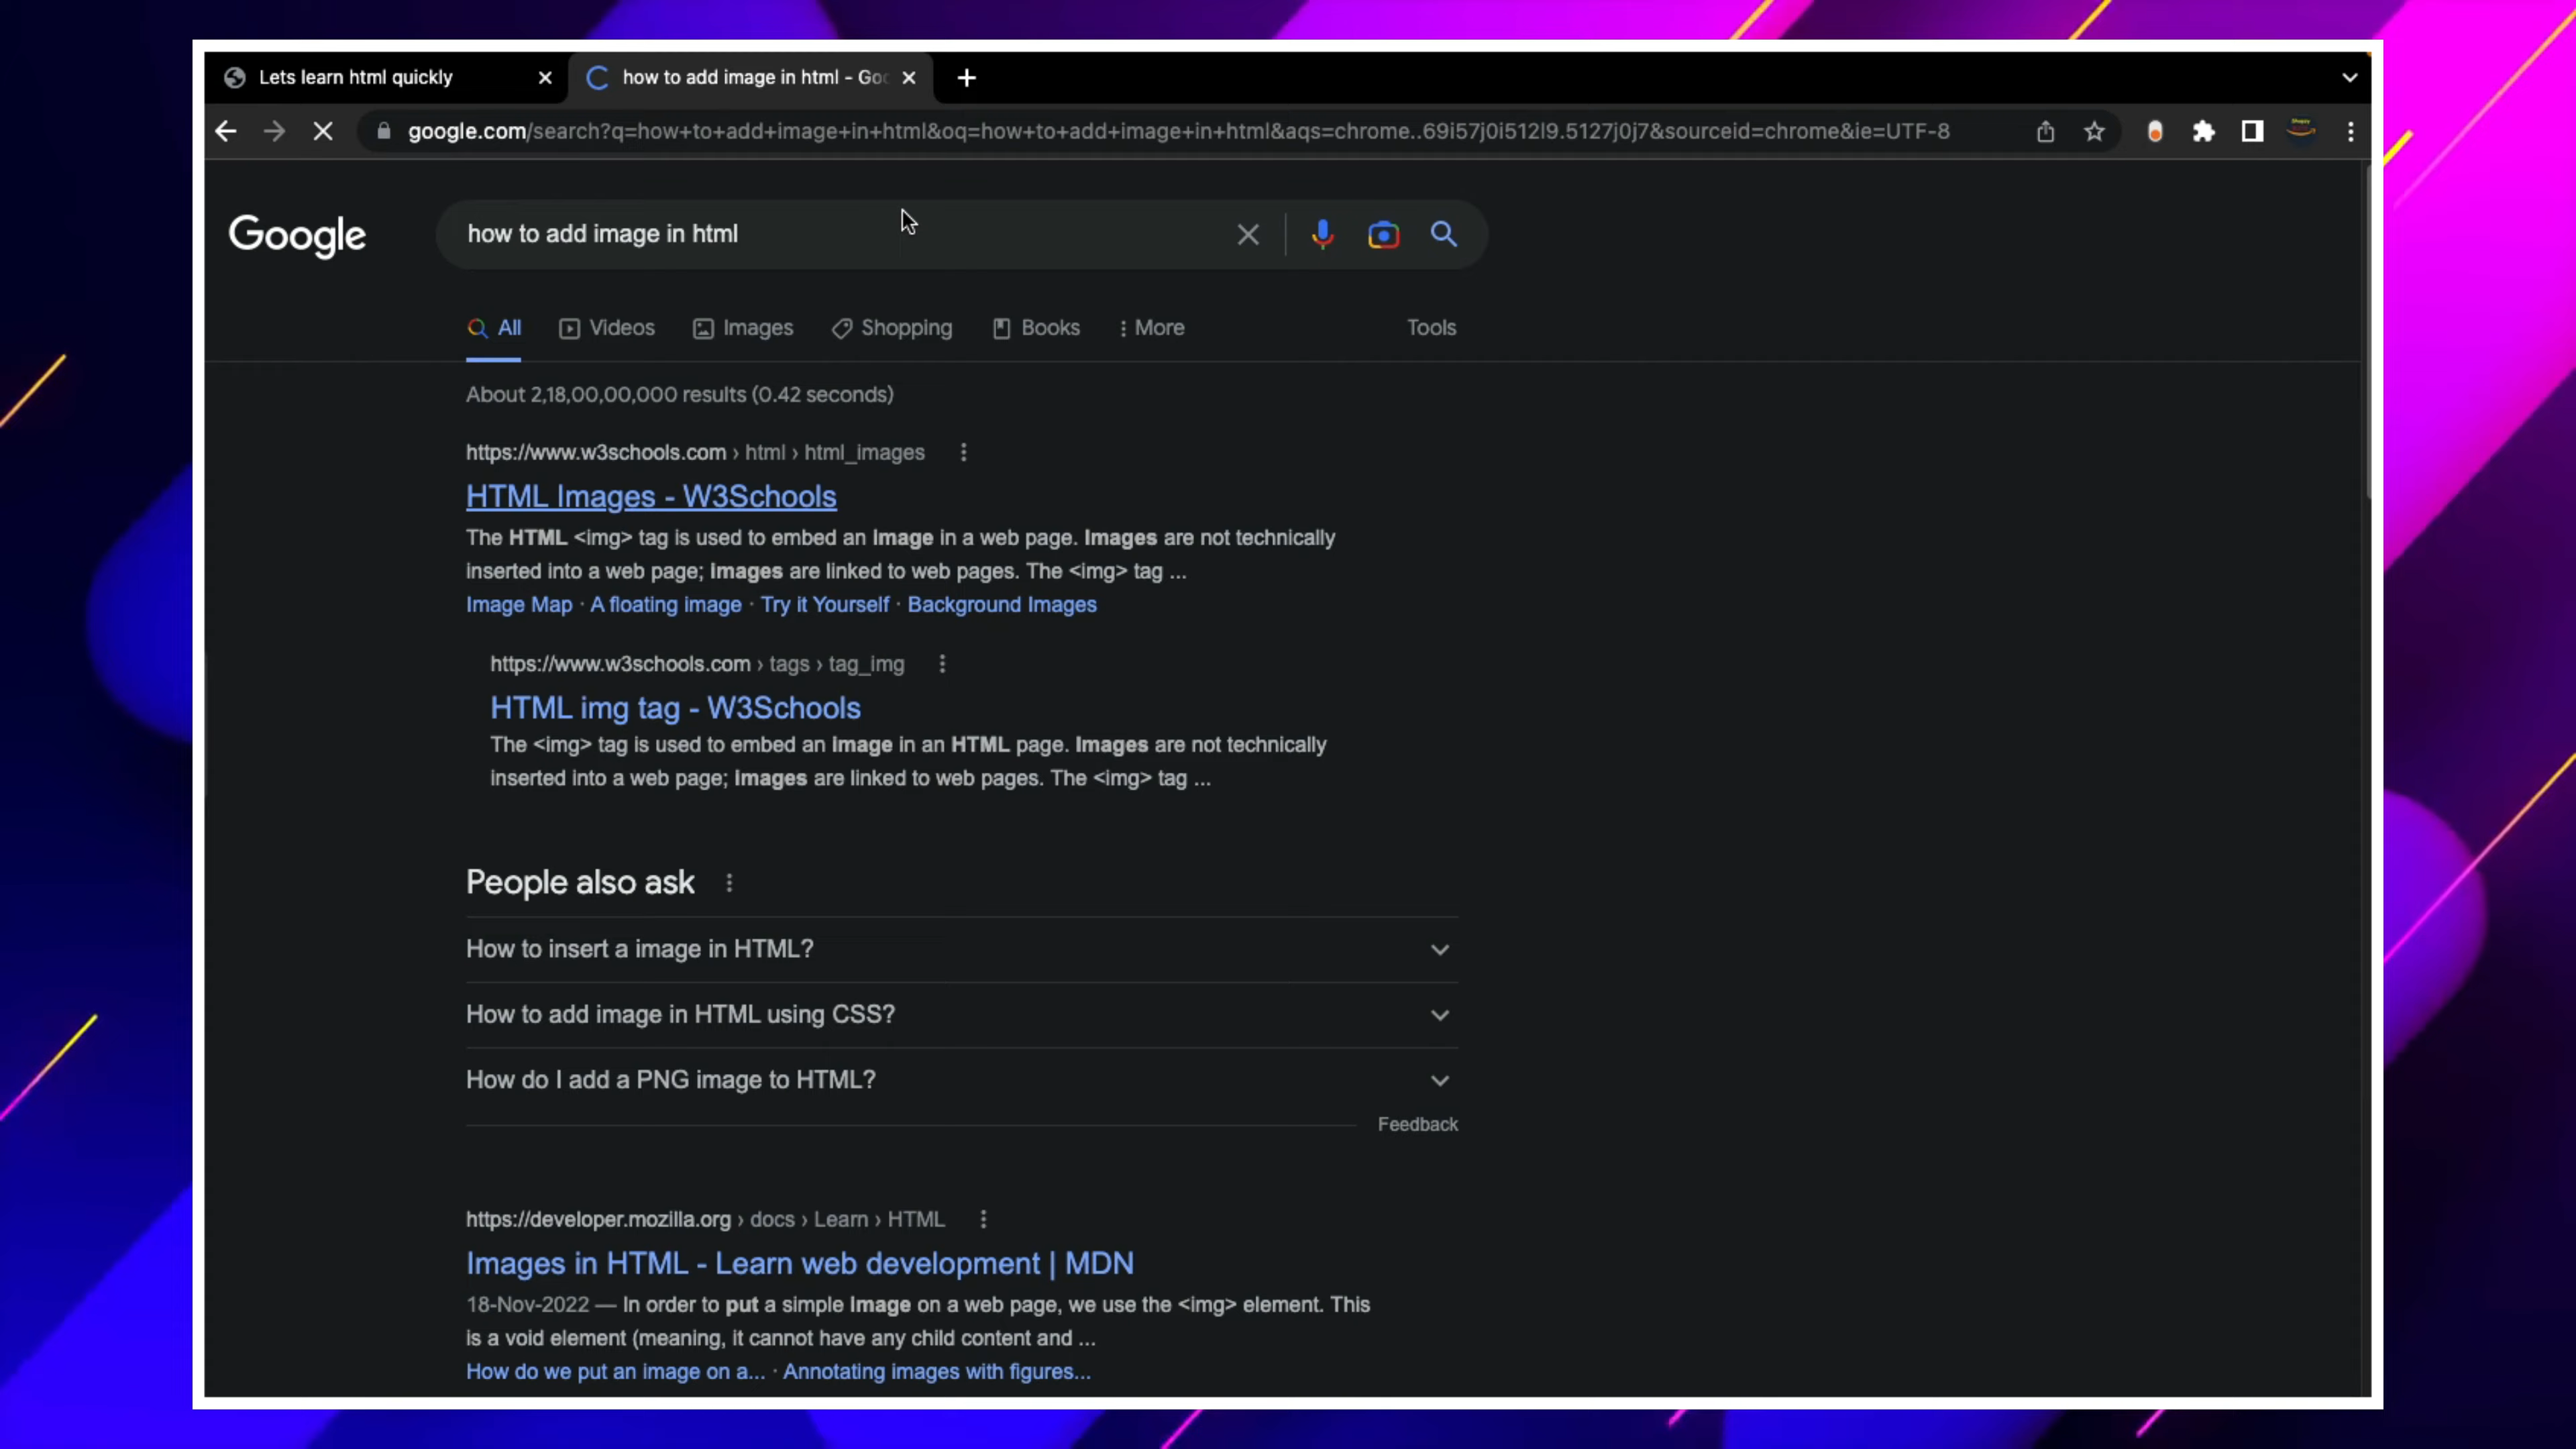 Lets learn html quickly
how to add image in html - Goo
google.com/search?q=how+to+add+image+in+html&oq=how+to+add+image+in+html&aqs=chrome..69i57j0i512l9.5127j0j7&sourceid=chrome&ie=UTF-8
Google
how to add image in html
All Videos Images Shopping Books More Tools
About 2,18,00,00,000 results (0.42 seconds)
https://www.w3schools.com › html › html_images
HTML Images - W3Schools
The HTML <img> tag is used to embed an image in a web page. Images are not technically
inserted into a web page; images are linked to web pages. The <img> tag ...
Image Map · A floating image · Try it Yourself · Background Images
https://www.w3schools.com › tags › tag_img
HTML img tag - W3Schools
The <img> tag is used to embed an image in an HTML page. Images are not technically
inserted into a web page; images are linked to web pages. The <img> tag ...
People also ask
How to insert a image in HTML?
How to add image in HTML using CSS?
How do I add a PNG image to HTML?
Feedback
https://developer.mozilla.org › docs › Learn › HTML
Images in HTML - Learn web development | MDN
18-Nov-2022 — In order to put a simple image on a web page, we use the <img> element. This
is a void element (meaning, it cannot have any child content and ...
How do we put an image on a... · Annotating images with figures...